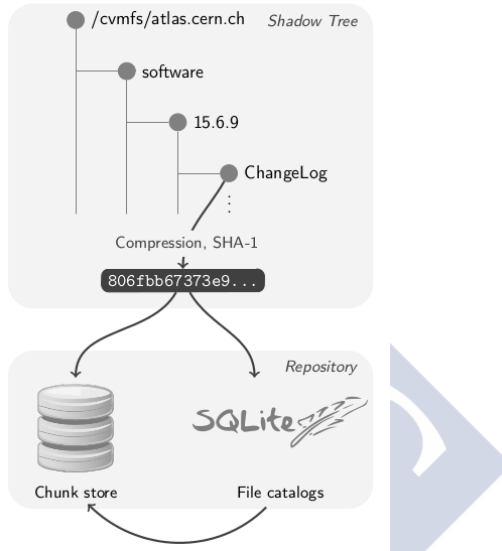 /cvmfs/atlas.cern.ch
Shadow Tree
software
15.6.9
ChangeLog
Compression, SHA-1
806fbb67373e9...
Repository
SQLite
Chunk store
File catalogs